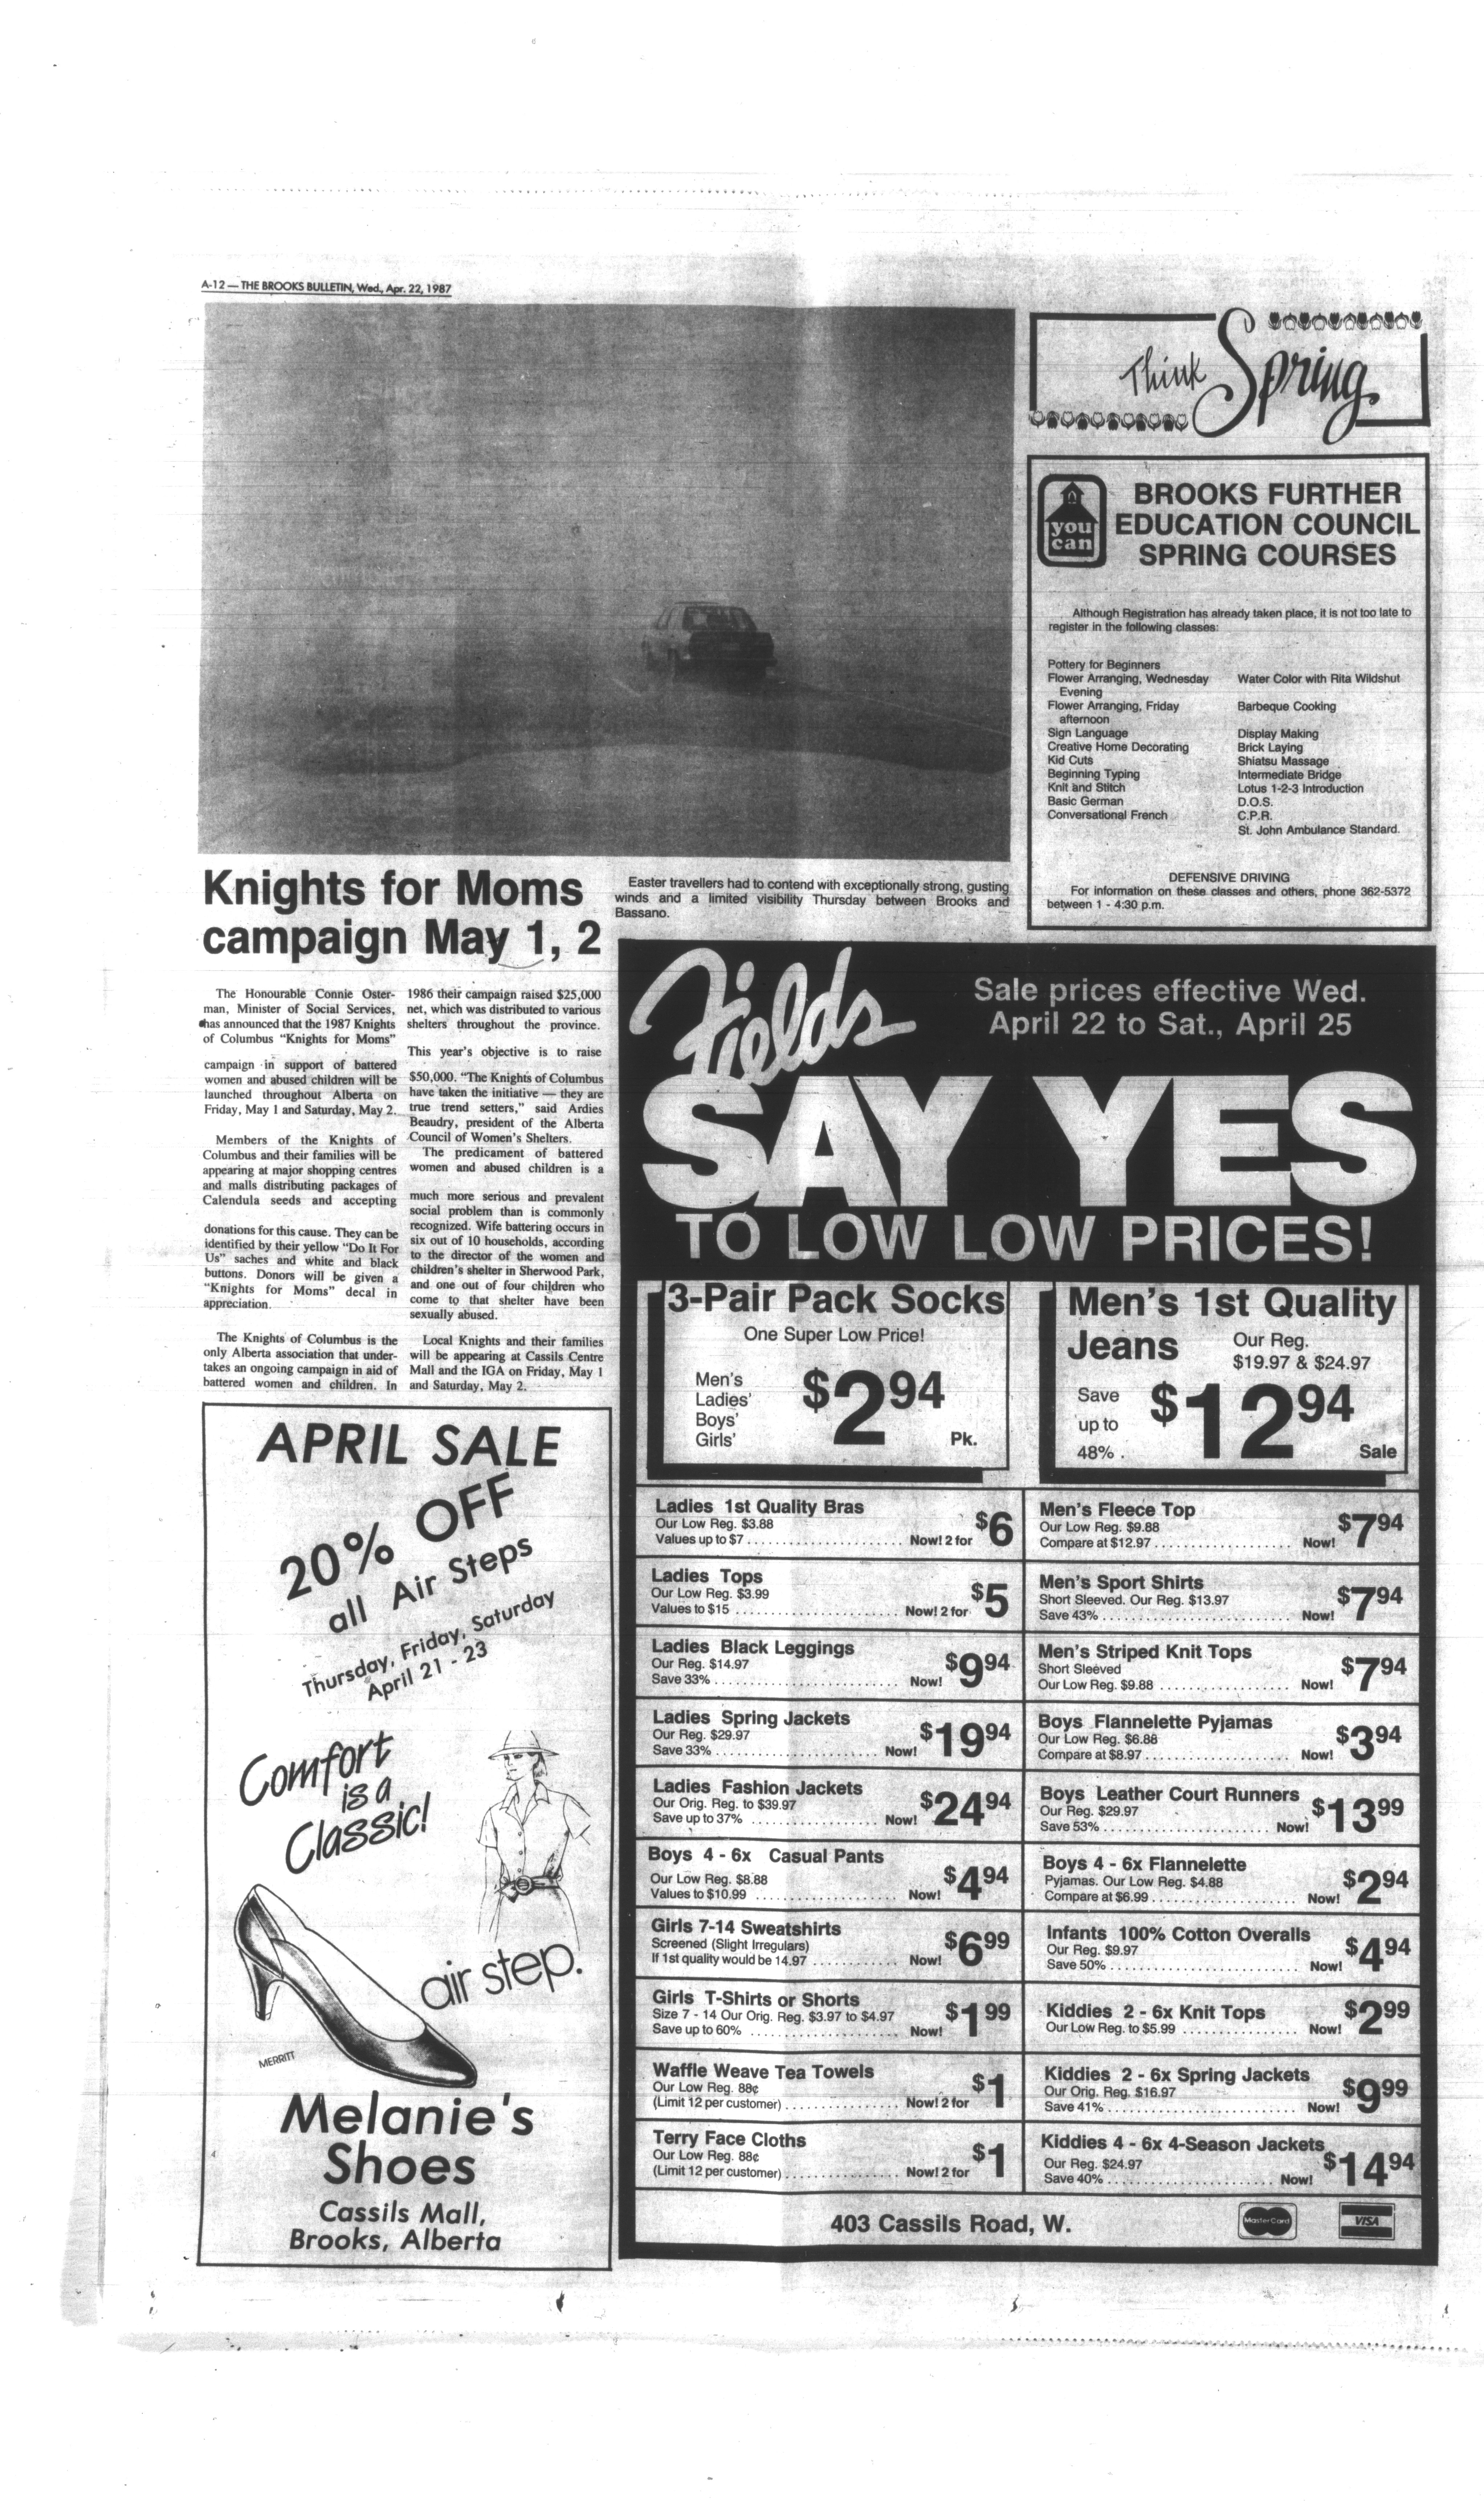 A-12 — THE BROOKS BULLETIN, Wed., Apr. 22, 1987
Think Spring
you
can
BROOKS FURTHER
EDUCATION COUNCIL
SPRING COURSES
Although Registration has already taken place, it is not too late to
register in the following classes:
Pottery for Beginners
Flower Arranging, Wednesday
Evening
Flower Arranging, Friday
afternoon
Sign Language
Creative Home Decorating
Kid Cuts
Beginning Typing
Knit and Stitch
Basic German
Conversational French
Water Color with Rita Wildshut
Barbeque Cooking
Display Making
Brick Laying
Shiatsu Massage
Intermediate Bridge
Lotus 1-2-3 Introduction
D.O.S.
C.P.R.
St. John Ambulance Standard.
DEFENSIVE DRIVING
For information on these classes and others, phone 362-5372
between 1 - 4:30 p.m.
Easter travellers had to contend with exceptionally strong, gusting
winds and a limited visibility Thursday between Brooks and
Bassano.
Knights for Moms
campaign May 1, 2
The Honourable Connie Oster-
man, Minister of Social Services,
has announced that the 1987 Knights
of Columbus "Knights for Moms"
campaign in support of battered
women and abused children will be
launched throughout Alberta on
Friday, May 1 and Saturday, May 2.
Members of the Knights of
Columbus and their families will be
appearing at major shopping centres
and malls distributing packages of
Calendula seeds and accepting
donations for this cause. They can be
identified by their yellow "Do It For
Us" saches and white and black
buttons. Donors will be given a
"Knights for Moms" decal in
appreciation.
The Knights of Columbus is the
only Alberta association that under-
takes an ongoing campaign in aid of
battered women and children. In
1986 their campaign raised $25,000
net, which was distributed to various
shelters throughout the province.
This year's objective is to raise
$50,000. "The Knights of Columbus
have taken the initiative — they are
true trend setters," said Ardies
Beaudry, president of the Alberta
Council of Women's Shelters.
The predicament of battered
women and abused children is a
much more serious and prevalent
social problem than is commonly
recognized. Wife battering occurs in
six out of 10 households, according
to the director of the women and
children's shelter in Sherwood Park,
and one out of four children who
come to that shelter have been
sexually abused.
Local Knights and their families
will be appearing at Cassils Centre
Mall and the IGA on Friday, May 1
and Saturday, May 2.
APRIL SALE
20% OFF
all Air Steps
Thursday, Friday, Saturday
April 21 - 23
Comfort
is a
Classic!
air step.
MERRITT
Melanie's
Shoes
Cassils Mall,
Brooks, Alberta
Fields
Sale prices effective Wed.
April 22 to Sat., April 25
SAY YES
TO LOW LOW PRICES!
3-Pair Pack Socks
One Super Low Price!
Men's
Ladies'
Boys'
Girls'
$2.94
Pk.
Men's 1st Quality
Jeans
Our Reg.
$19.97 & $24.97
Save
up to
48%.
$12.94
Sale
Ladies 1st Quality Bras
Our Low Reg. $3.88
Values up to $7 ..... Now! 2 for $6
Ladies Tops
Our Low Reg. $3.99
Values to $15 ..... Now! 2 for $5
Ladies Black Leggings
Our Reg. $14.97
Save 33% ..... Now! $9.94
Ladies Spring Jackets
Our Reg. $29.97
Save 33% ..... Now! $19.94
Ladies Fashion Jackets
Our Orig. Reg. to $39.97
Save up to 37% ..... Now! $24.94
Boys 4 - 6x Casual Pants
Our Low Reg. $8.88
Values to $10.99 ..... Now! $4.94
Girls 7-14 Sweatshirts
Screened (Slight Irregulars)
If 1st quality would be 14.97 ..... Now! $6.99
Girls T-Shirts or Shorts
Size 7 - 14 Our Orig. Reg. $3.97 to $4.97
Save up to 60% ..... Now! $1.99
Waffle Weave Tea Towels
Our Low Reg. 88¢
(Limit 12 per customer) ..... Now! 2 for $1
Terry Face Cloths
Our Low Reg. 88¢
(Limit 12 per customer) ..... Now! 2 for $1
Men's Fleece Top
Our Low Reg. $9.88
Compare at $12.97 ..... Now! $7.94
Men's Sport Shirts
Short Sleeved. Our Reg. $13.97
Save 43% ..... Now! $7.94
Men's Striped Knit Tops
Short Sleeved
Our Low Reg. $9.88 ..... Now! $7.94
Boys Flannelette Pyjamas
Our Low Reg. $6.88
Compare at $8.97 ..... Now! $3.94
Boys Leather Court Runners
Our Reg. $29.97
Save 53% ..... Now! $13.99
Boys 4 - 6x Flannelette
Pyjamas. Our Low Reg. $4.88
Compare at $6.99 ..... Now! $2.94
Infants 100% Cotton Overalls
Our Reg. $9.97
Save 50% ..... Now! $4.94
Kiddies 2 - 6x Knit Tops
Our Low Reg. to $5.99 ..... Now! $2.99
Kiddies 2 - 6x Spring Jackets
Our Orig. Reg. $16.97
Save 41% ..... Now! $9.99
Kiddies 4 - 6x 4-Season Jackets
Our Reg. $24.97
Save 40% ..... Now! $14.94
403 Cassils Road, W.
MasterCard
VISA